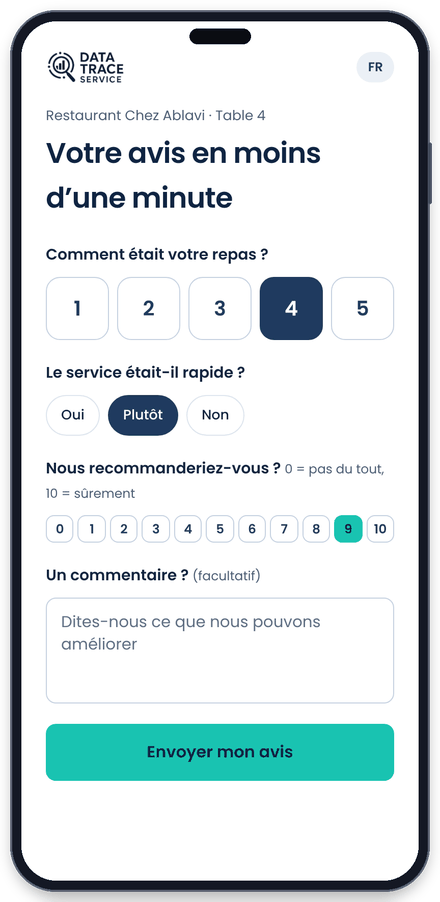 DATA
TRACE
SERVICE
FR
Restaurant Chez Ablavi · Table 4
Votre avis en moins
d’une minute
Comment était votre repas ?
1 2 3 4 5
Le service était-il rapide ?
Oui Plutôt Non
Nous recommanderiez-vous ? 0 = pas du tout,
10 = sûrement
0 1 2 3 4 5 6 7 8 9 10
Un commentaire ? (facultatif)
Dites-nous ce que nous pouvons
améliorer
Envoyer mon avis